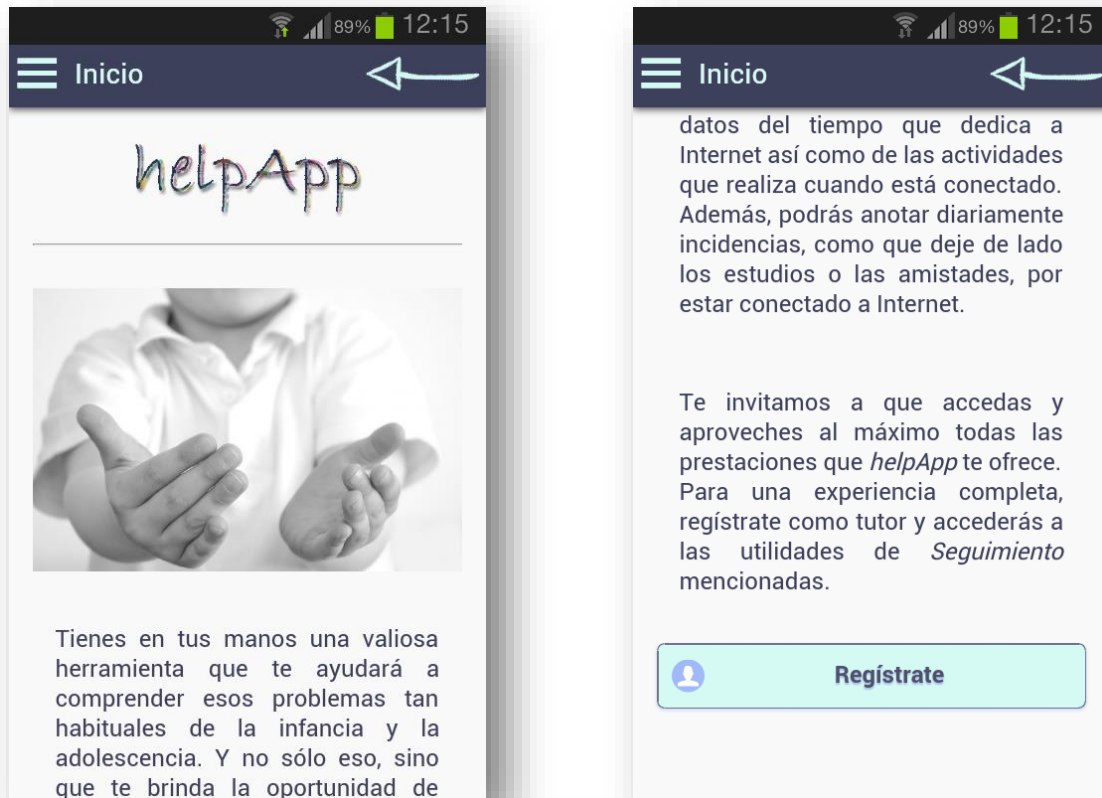 89% 12:15
Inicio
helpApp
Tienes en tus manos una valiosa
herramienta que te ayudará a
comprender esos problemas tan
habituales de la infancia y la
adolescencia. Y no sólo eso, sino
que te brinda la oportunidad de
89% 12:15
Inicio
datos del tiempo que dedica a
Internet así como de las actividades
que realiza cuando está conectado.
Además, podrás anotar diariamente
incidencias, como que deje de lado
los estudios o las amistades, por
estar conectado a Internet.
Te invitamos a que accedas y
aproveches al máximo todas las
prestaciones que helpApp te ofrece.
Para una experiencia completa,
regístrate como tutor y accederás a
las utilidades de Seguimiento
mencionadas.
Regístrate